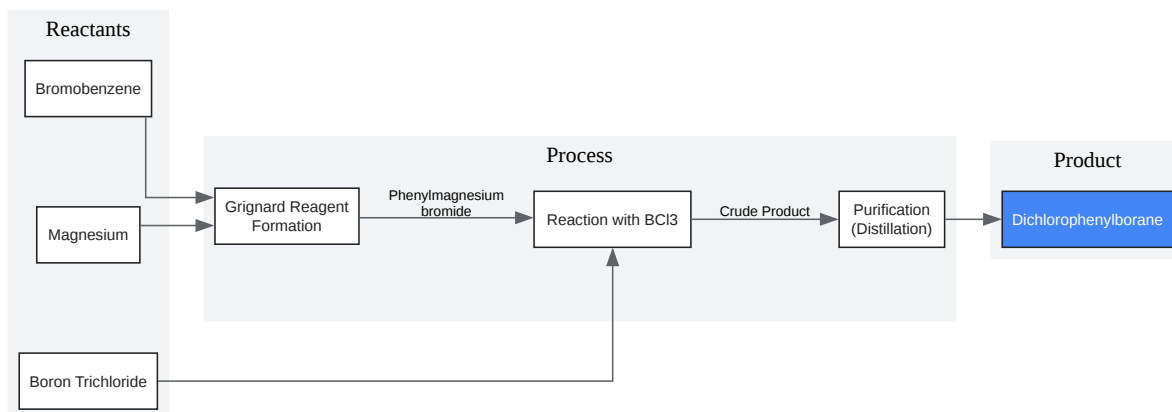 Reactants
Bromobenzene
Magnesium
Boron Trichloride
Process
Grignard Reagent
Formation
Phenylmagnesium
bromide
Reaction with BCl3
Crude Product
Purification
(Distillation)
Product
Dichlorophenylborane